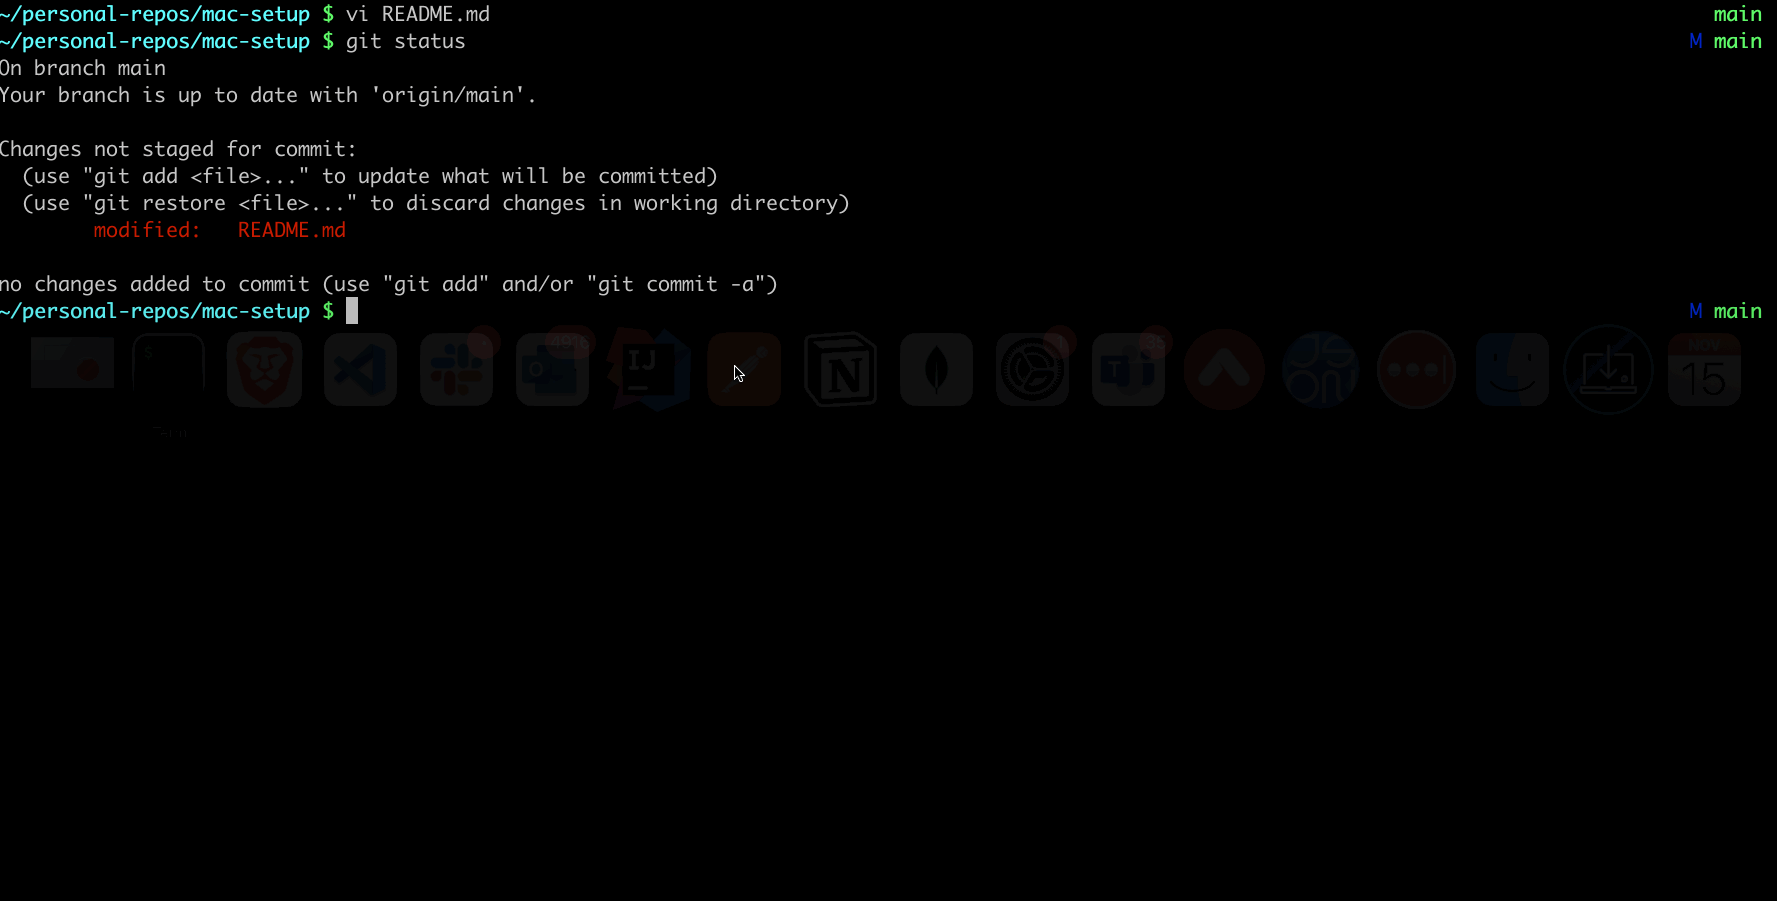 ~/personal-repos/mac-setup $ vi README.md main
~/personal-repos/mac-setup $ git status M main
On branch main
Your branch is up to date with 'origin/main'.
Changes not staged for commit:
  (use "git add <file>..." to update what will be committed)
  (use "git restore <file>..." to discard changes in working directory)
        modified:   README.md
no changes added to commit (use "git add" and/or "git commit -a")
~/personal-repos/mac-setup $ M main
$
IJ
N
T
NOV
15